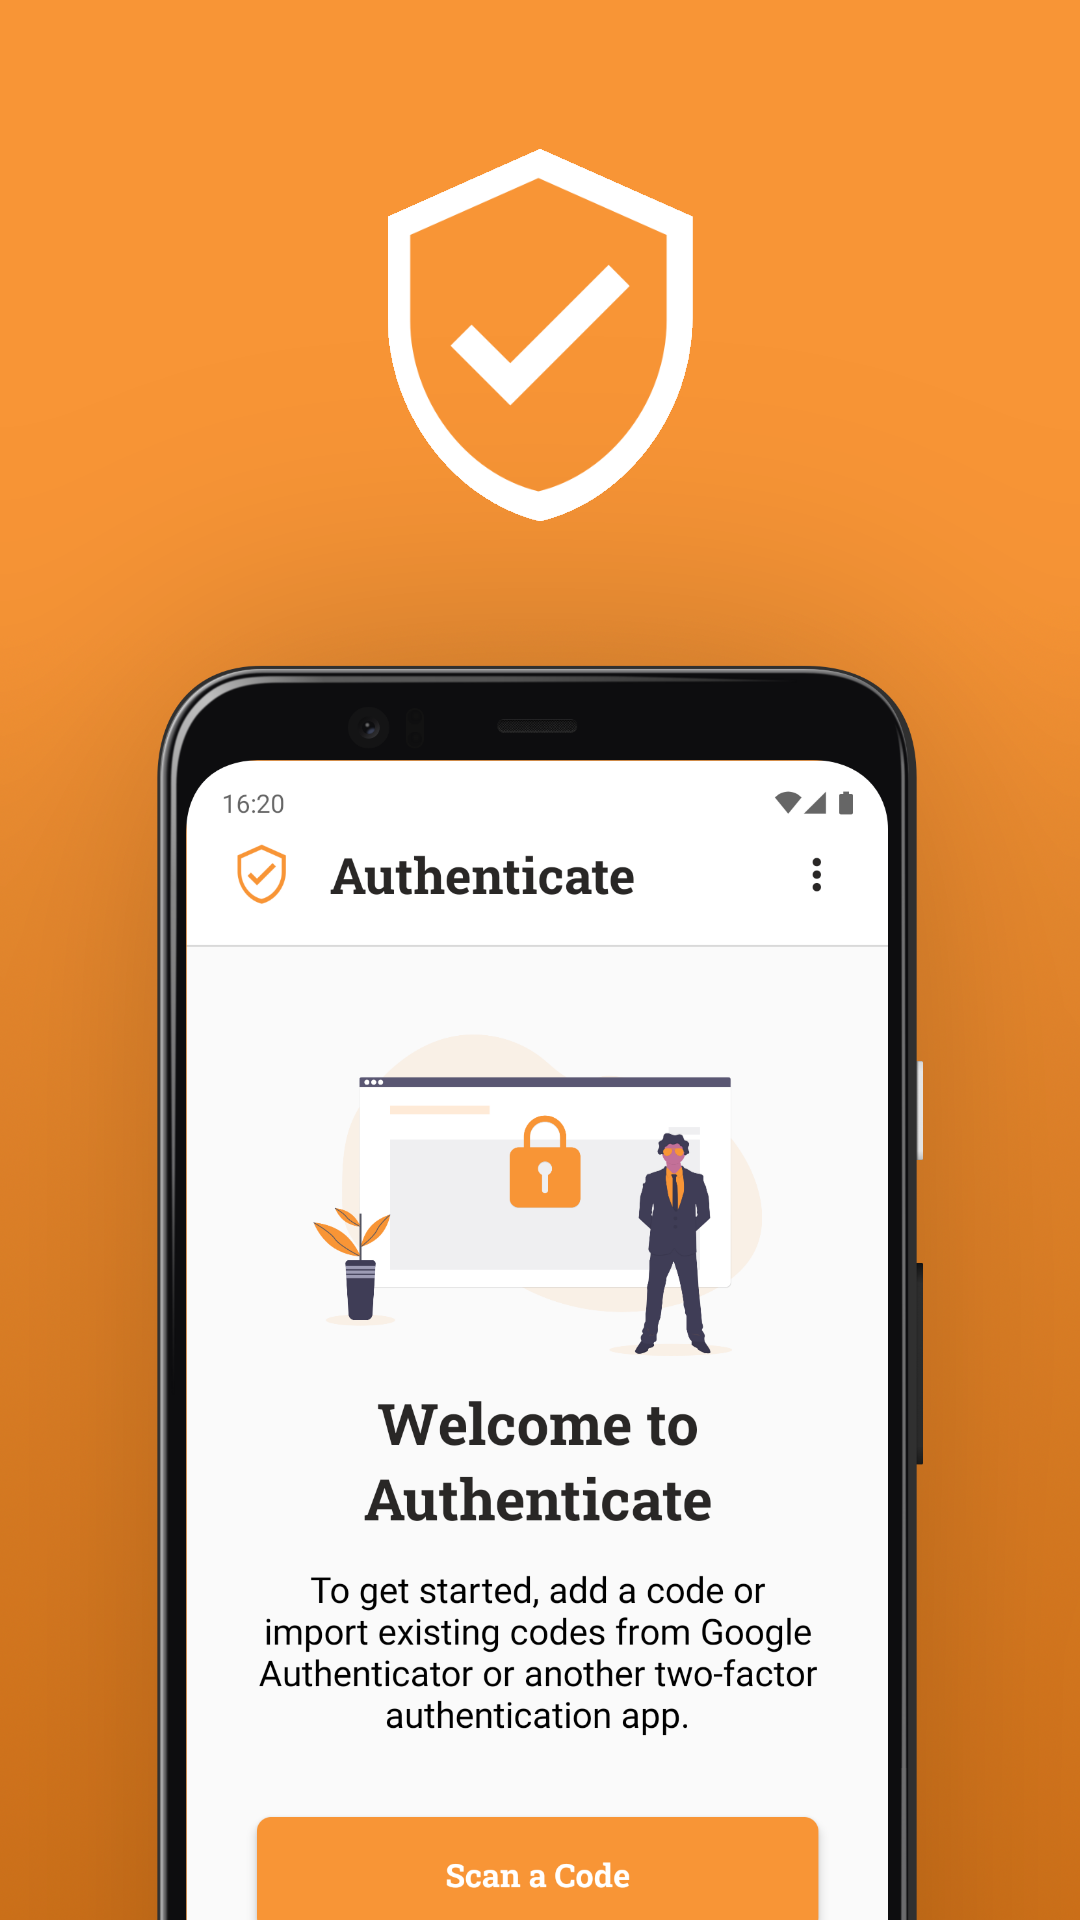 16:20
Authenticate
Welcome to
Authenticate
To get started, add a code or
import existing codes from Google
Authenticator or another two-factor
authentication app.
Scan a Code